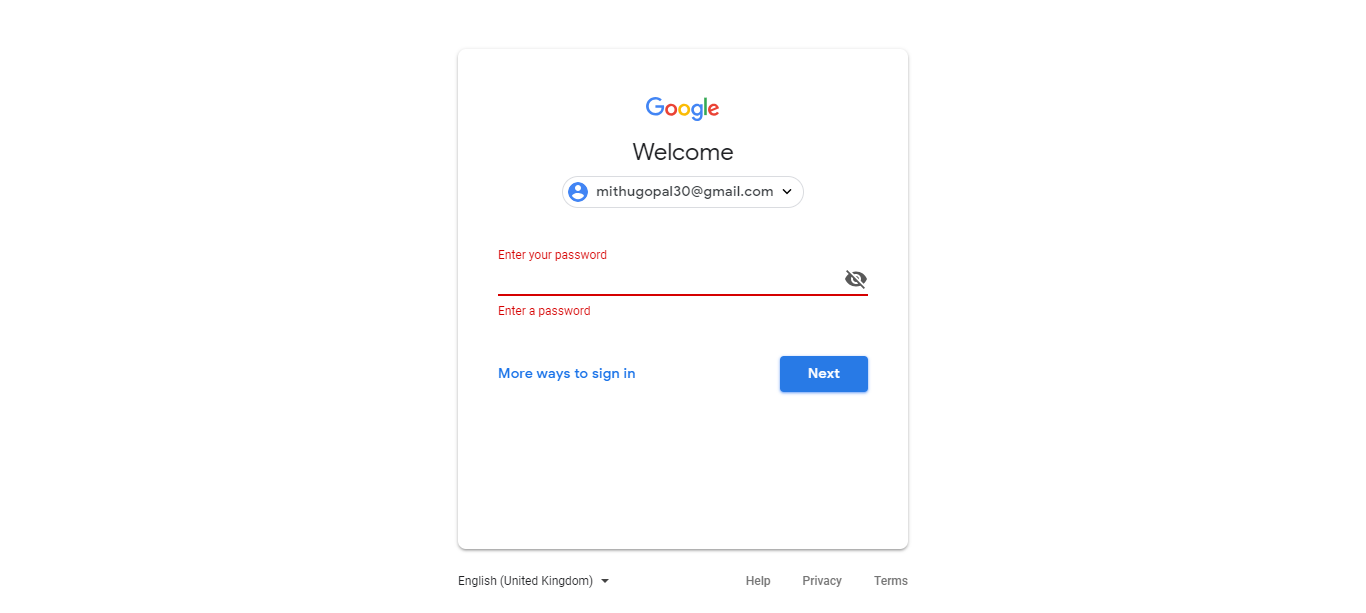 Google
Welcome
mithugopal30@gmail.com
Enter your password
Enter a password
More ways to sign in
Next
English (United Kingdom)
Help Privacy Terms